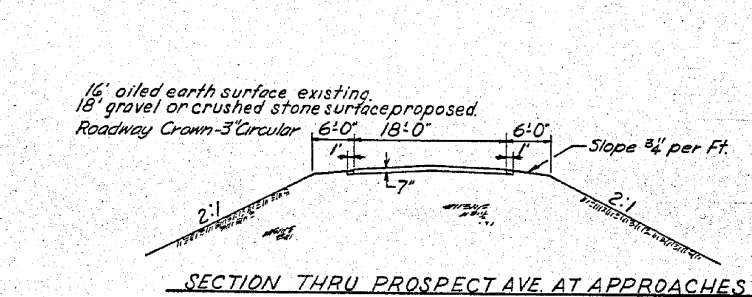 16' oiled earth surface existing.
18' gravel or crushed stone surface proposed.
Roadway Crown-3" Circular
6'-0" 18'-0" 6'-0"
1" 1"
Slope 3/4" per Ft.
7"
2:1 2:1
SECTION THRU PROSPECT AVE. AT APPROACHES